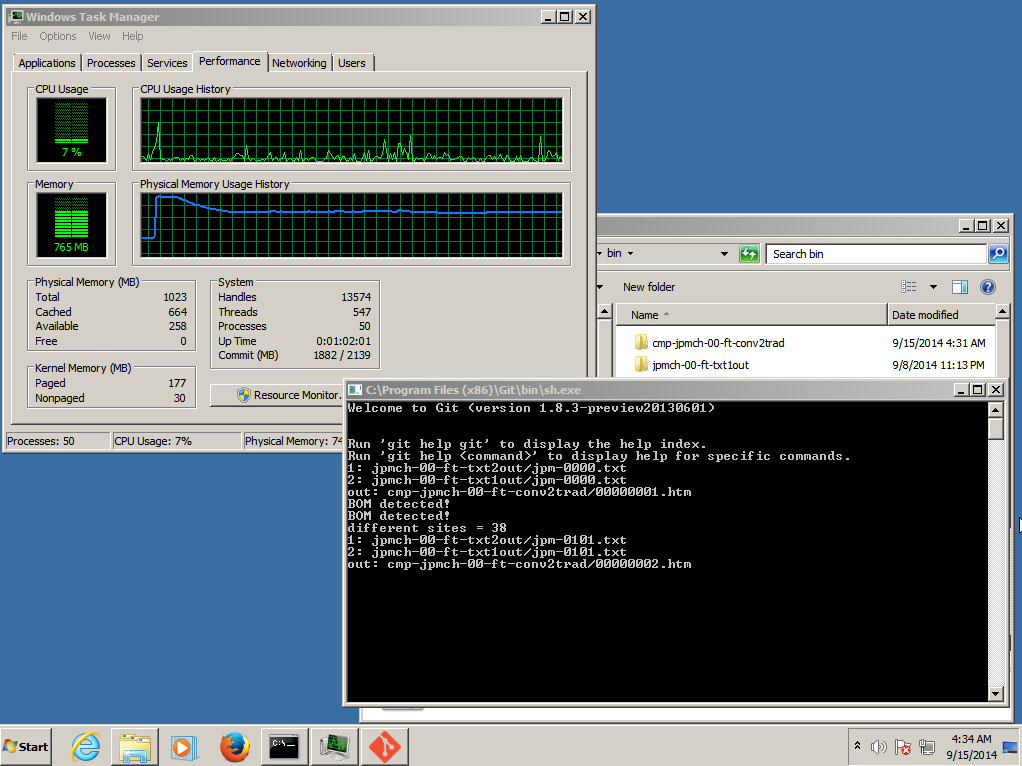 Windows Task Manager
File Options View Help
Applications Processes Services Performance Networking Users
CPU Usage
7 %
CPU Usage History
Memory
765 MB
Physical Memory Usage History
Physical Memory (MB)
Total 1023
Cached 664
Available 258
Free 0
Kernel Memory (MB)
Paged 177
Nonpaged 30
System
Handles 13574
Threads 547
Processes 50
Up Time 0:01:02:01
Commit (MB) 1882 / 2139
Resource Monitor.
Processes: 50 CPU Usage: 7% Physical Memory: 74
bin
Search bin
New folder
Name Date modified
cmp-jpmch-00-ft-conv2trad 9/15/2014 4:31 AM
jpmch-00-ft-txt1out 9/8/2014 11:13 PM
C:\Program Files (x86)\Git\bin\sh.exe
Welcome to Git (version 1.8.3-preview20130601)
Run 'git help git' to display the help index.
Run 'git help <command>' to display help for specific commands.
1: jpmch-00-ft-txt2out/jpm-0000.txt
2: jpmch-00-ft-txt1out/jpm-0000.txt
out: cmp-jpmch-00-ft-conv2trad/00000001.htm
BOM detected!
BOM detected!
different sites = 38
1: jpmch-00-ft-txt2out/jpm-0101.txt
2: jpmch-00-ft-txt1out/jpm-0101.txt
out: cmp-jpmch-00-ft-conv2trad/00000002.htm
Start
4:34 AM
9/15/2014